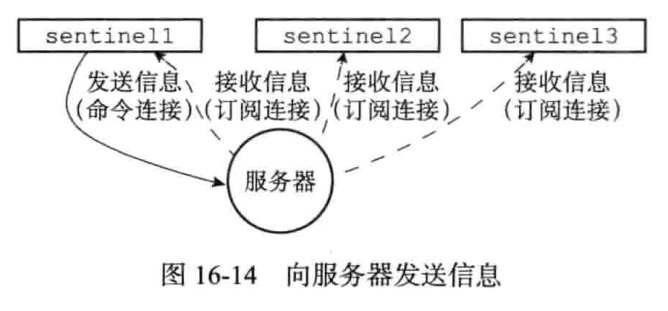 sentinel1 sentinel2 sentinel3
发送信息 接收信息 接收信息 接收信息
(命令连接) (订阅连接) (订阅连接) (订阅连接)
服务器
图 16-14 向服务器发送信息